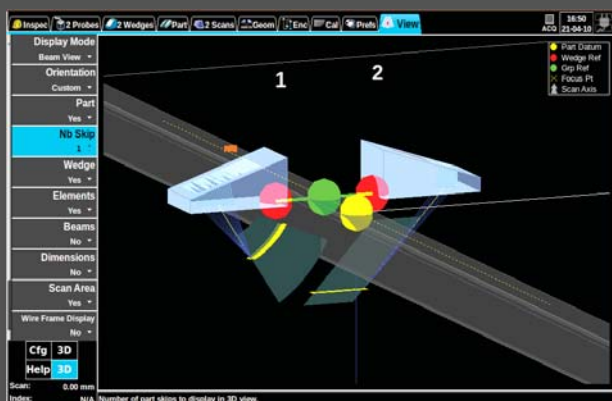 Inspec 2 Probes 2 Wedges Part 2 Scans Geom Enc Cal Prefs View
ACQ
16:50
21-04-10
Display Mode
Beam View
Orientation
Custom
Part
Yes
Nb Skip
1
Wedge
Yes
Elements
Yes
Beams
No
Dimensions
No
Scan Area
Yes
Wire Frame Display
No
Cfg 3D
Help 3D
Scan: 0.00 mm
Index: N/A
1 2
Part Datum
Wedge Ref
Grp Ref
Focus Pt
Scan Axis
Number of part skips to display in 3D view.